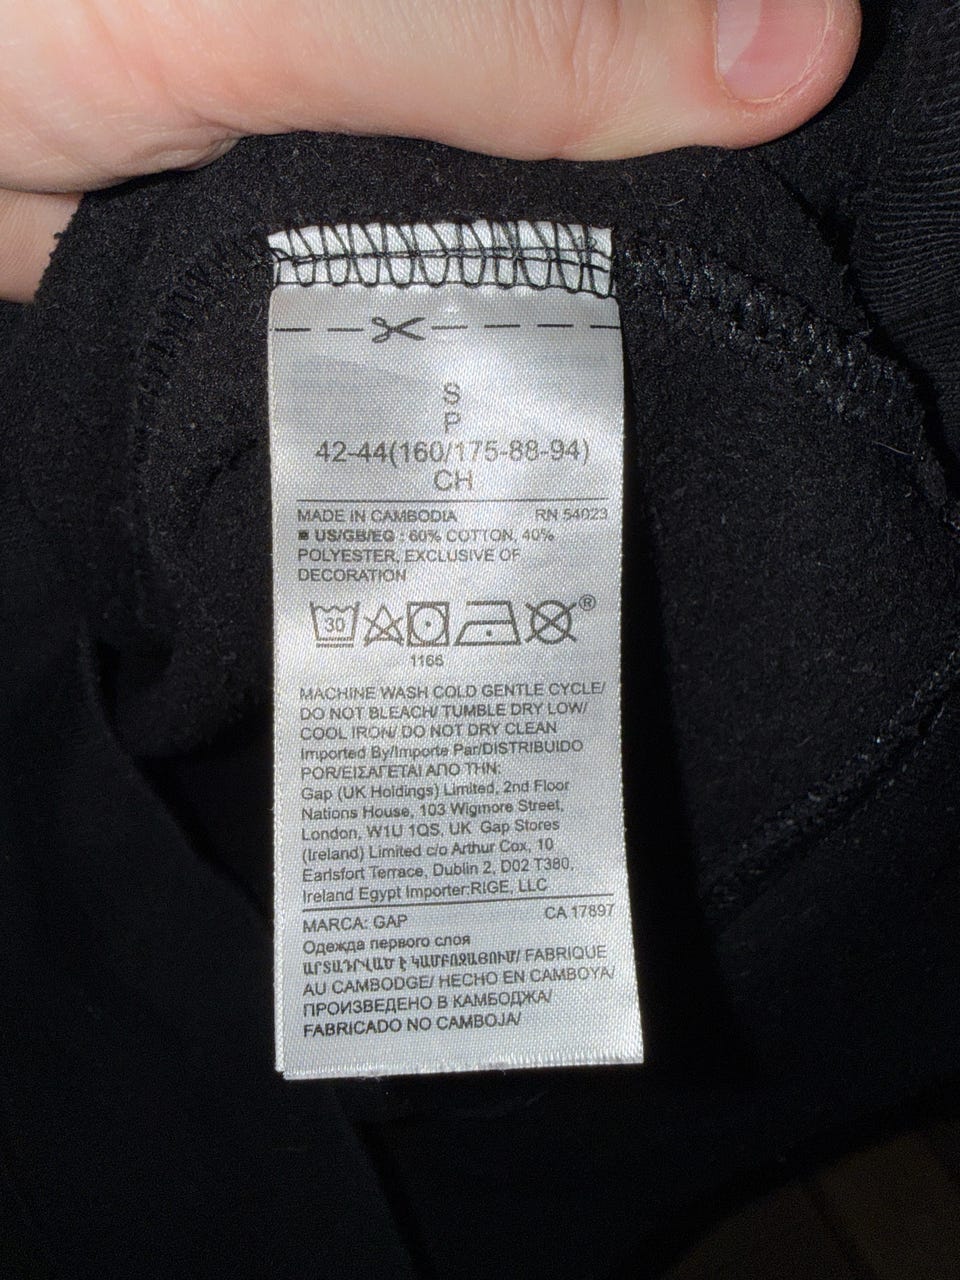 S
P
42-44(160/175-88-94)
CH
MADE IN CAMBODIA RN 54023
■ US/GB/EG : 60% COTTON, 40%
POLYESTER, EXCLUSIVE OF
DECORATION
30 ®
1166
MACHINE WASH COLD GENTLE CYCLE/
DO NOT BLEACH/ TUMBLE DRY LOW/
COOL IRON/ DO NOT DRY CLEAN
Imported By/Importe Par/DISTRIBUIDO
POR/ΕΙΣΑΓΕΤΑΙ ΑΠΟ ΤΗΝ:
Gap (UK Holdings) Limited, 2nd Floor
Nations House, 103 Wigmore Street,
London, W1U 1QS, UK Gap Stores
(Ireland) Limited c/o Arthur Cox, 10
Earlsfort Terrace, Dublin 2, D02 T380,
Ireland Egypt Importer:RIGE, LLC
MARCA: GAP CA 17897
Одежда первого слоя
ԱՐՏԱԴՐՎԱԾ Է ԿԱՄԲՈՋԱՅՈՒՄ/ FABRIQUE
AU CAMBODGE/ HECHO EN CAMBOYA/
ПРОИЗВЕДЕНО В КАМБОДЖА/
FABRICADO NO CAMBOJA/